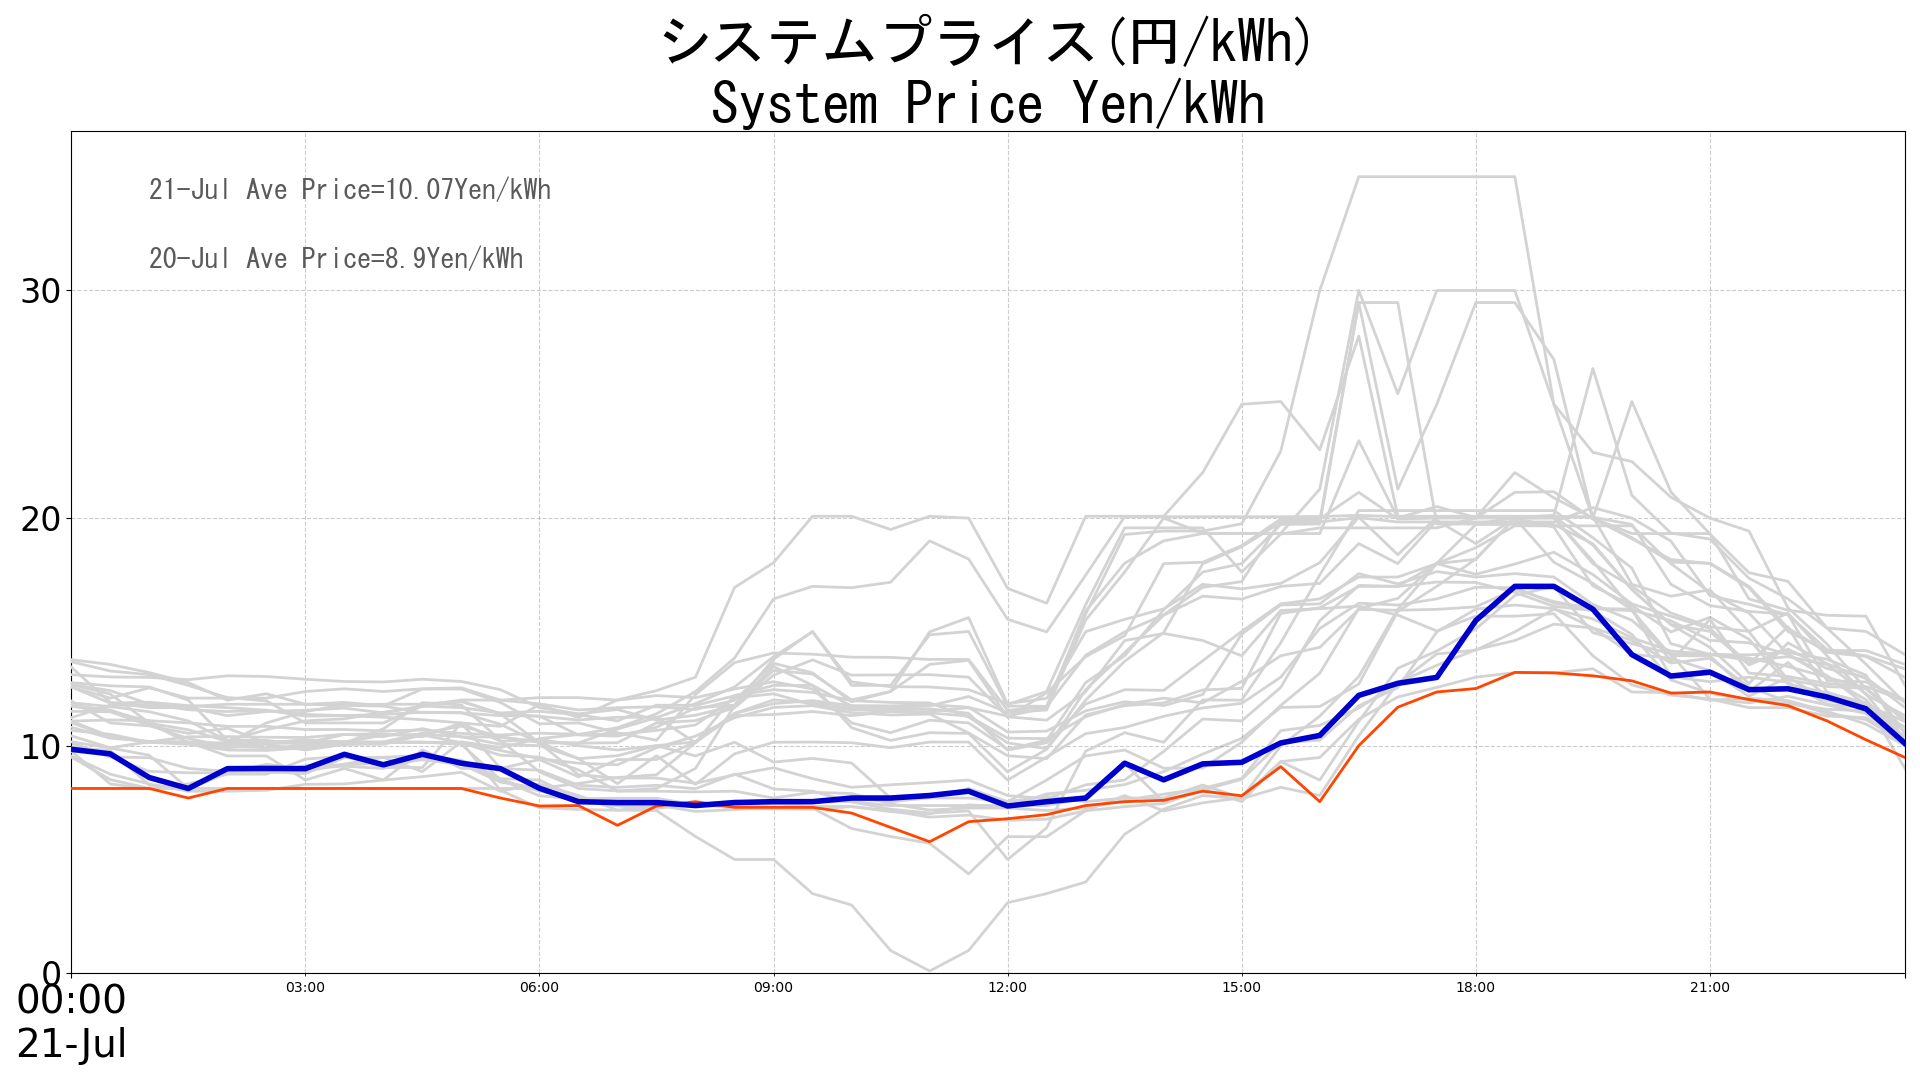 システムプライス(円/kWh)
System Price Yen/kWh
21-Jul Ave Price=10.07Yen/kWh
20-Jul Ave Price=8.9Yen/kWh
30
20
10
0
00:00 03:00 06:00 09:00 12:00 15:00 18:00 21:00
21-Jul